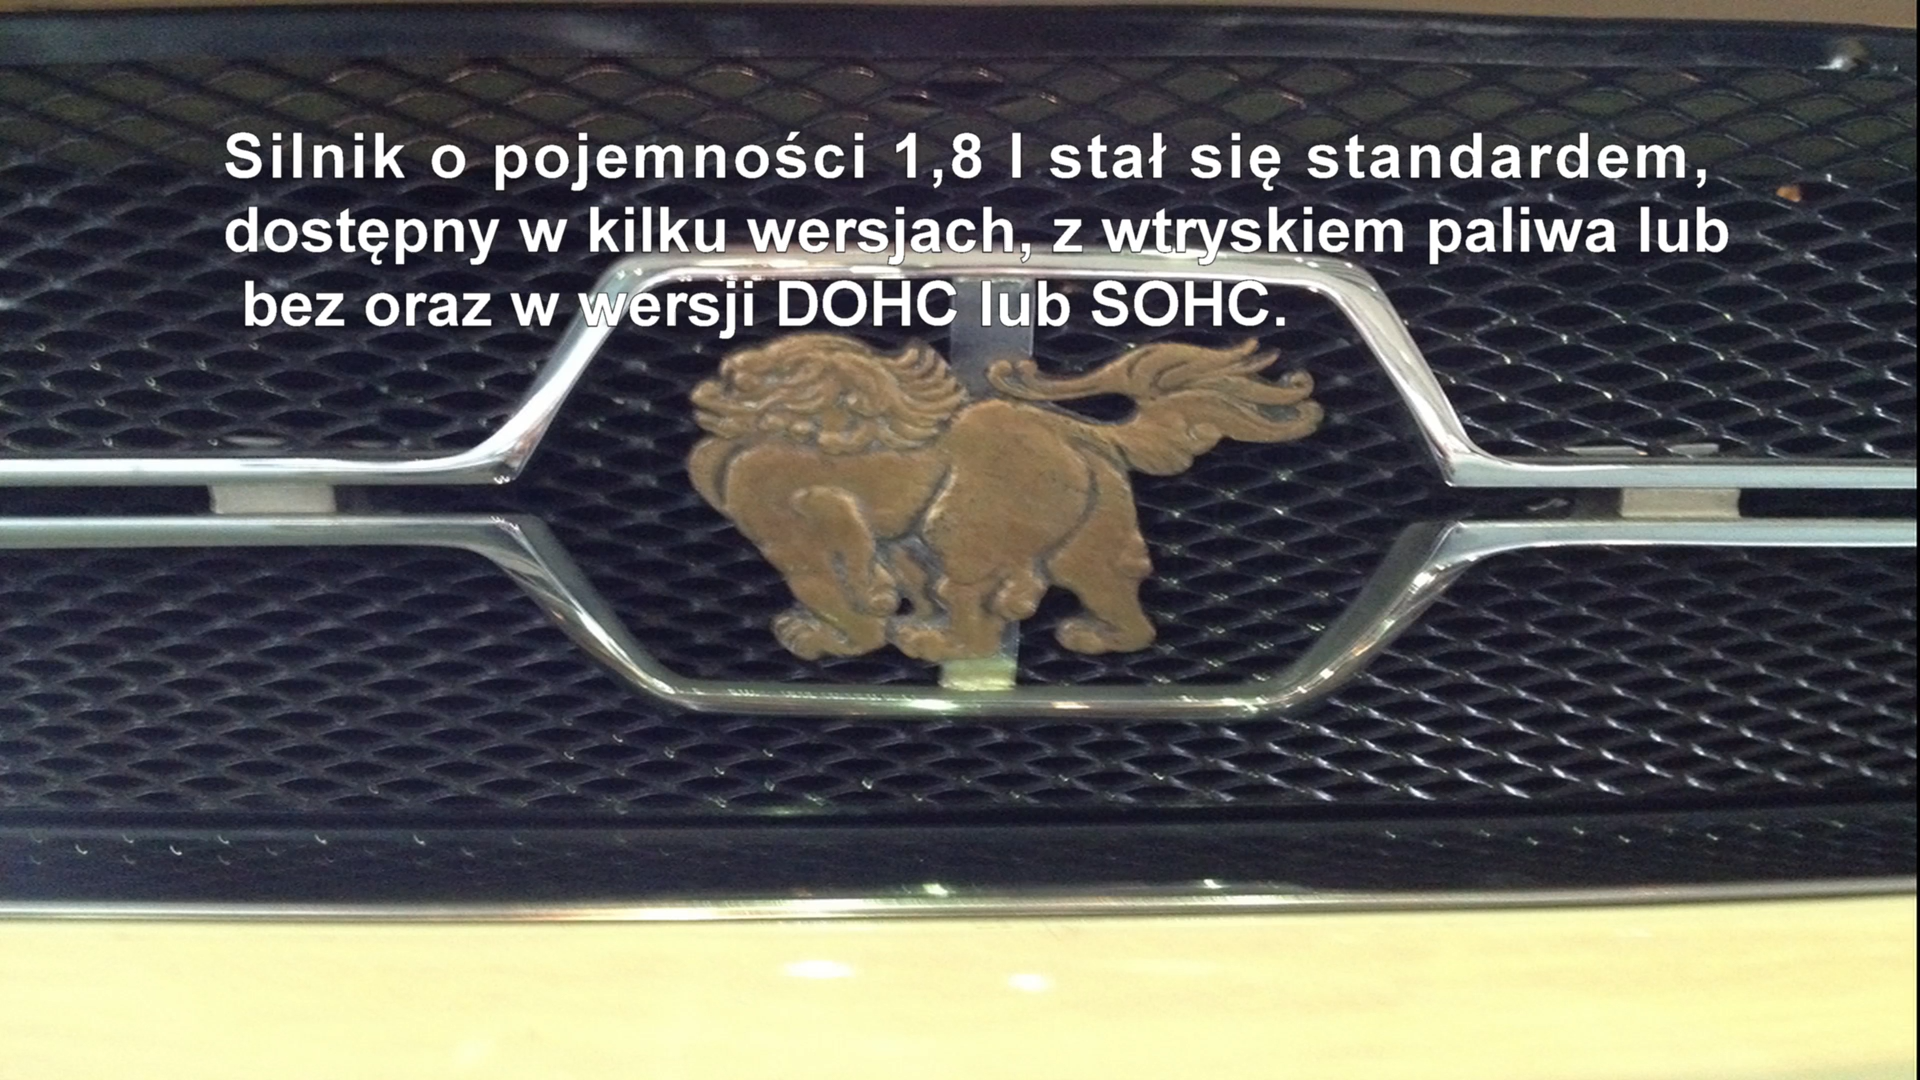 Silnik o pojemności 1,8 l stał się standardem,
dostępny w kilku wersjach, z wtryskiem paliwa lub
bez oraz w wersji DOHC lub SOHC.